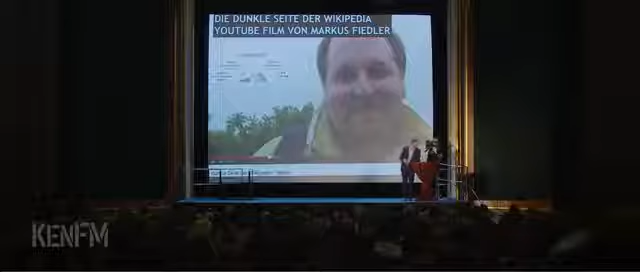 DIE DUNKLE SEITE DER WIKIPEDIA
YOUTUBE FILM VON MARKUS FIEDLER
KENFM